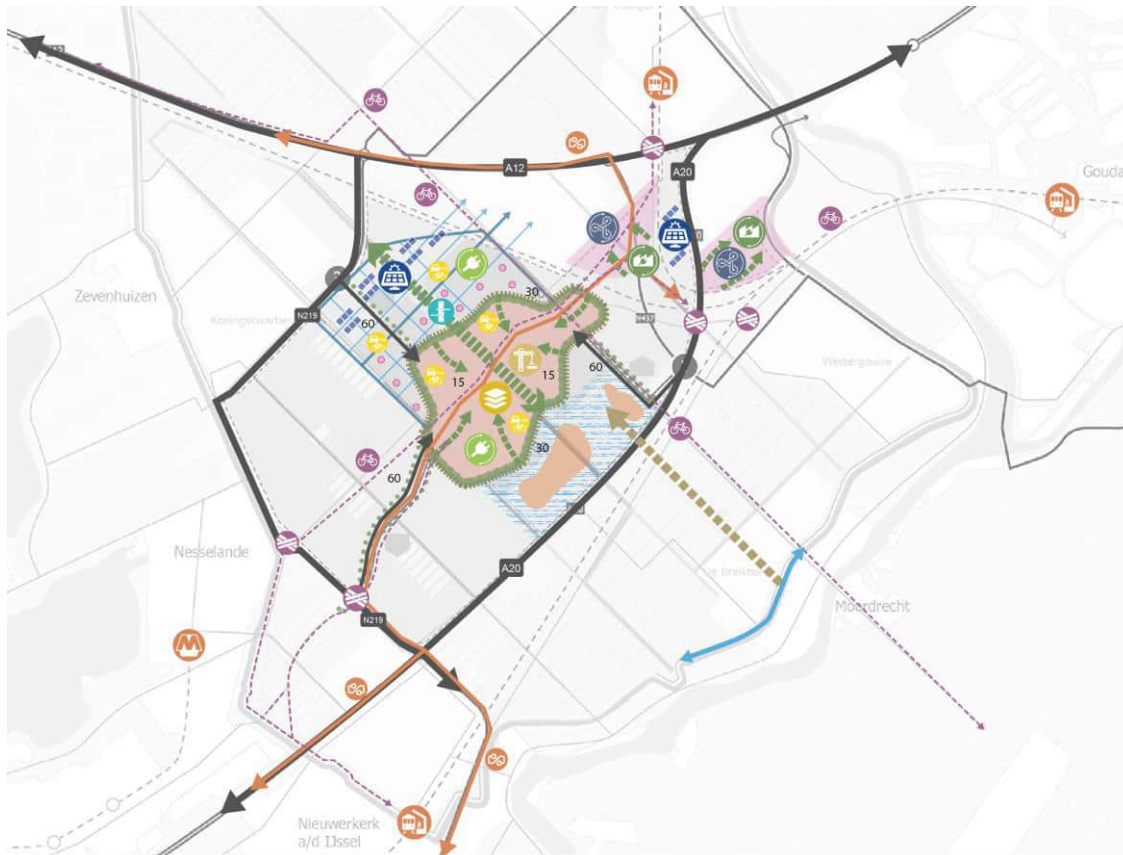 A12
A20
Gouda
Zevenhuizen
30
N219
60
N457
Westergouwe
15
15
60
30
60
Nesselande
A20
Moerdrecht
N219
Nieuwerkerk
a/d IJssel